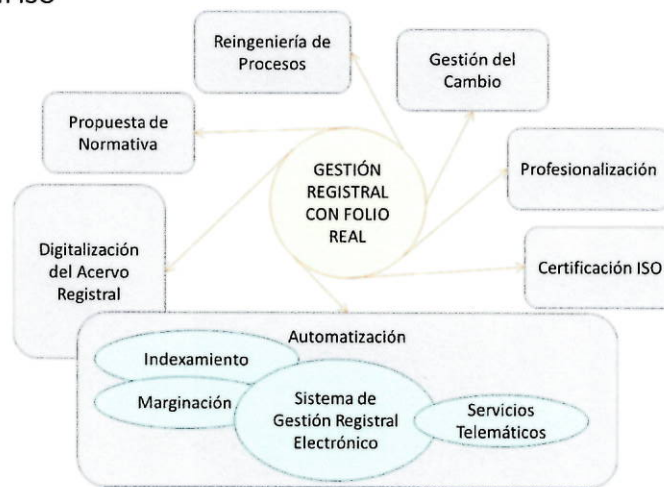 Reingeniería de
Procesos
Gestión del
Cambio
Propuesta de
Normativa
GESTIÓN
REGISTRAL
CON FOLIO
REAL
Profesionalización
Digitalización
del Acervo
Registral
Certificación ISO
Automatización
Indexamiento
Marginación
Sistema de
Gestión Registral
Electrónico
Servicios
Telemáticos